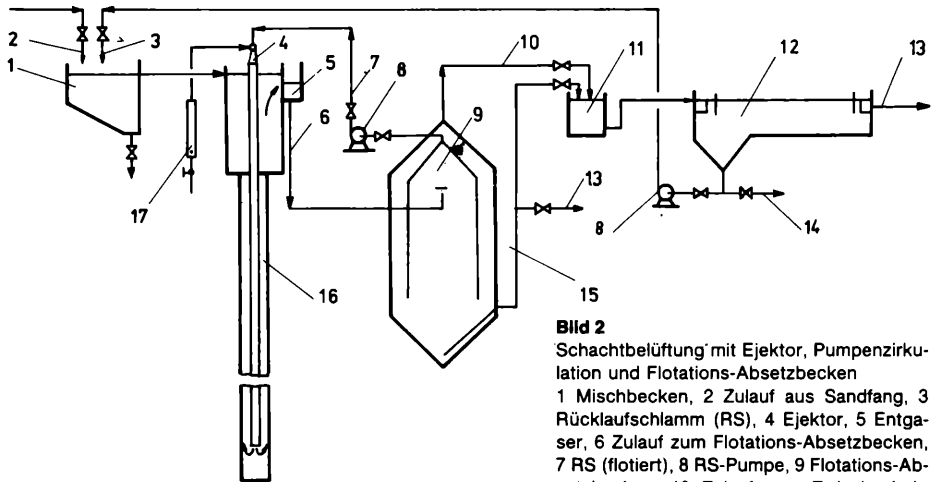 1
2
3
4
5
6
7
8
9
10
11
12
13
13
8
14
15
16
17
Bild 2
Schachtbelüftung mit Ejektor, Pumpenzirku-
lation und Flotations-Absetzbecken
1 Mischbecken, 2 Zulauf aus Sandfang, 3
Rücklaufschlamm (RS), 4 Ejektor, 5 Entga-
ser, 6 Zulauf zum Flotations-Absetzbecken,
7 RS (flotiert), 8 RS-Pumpe, 9 Flotations-Ab-